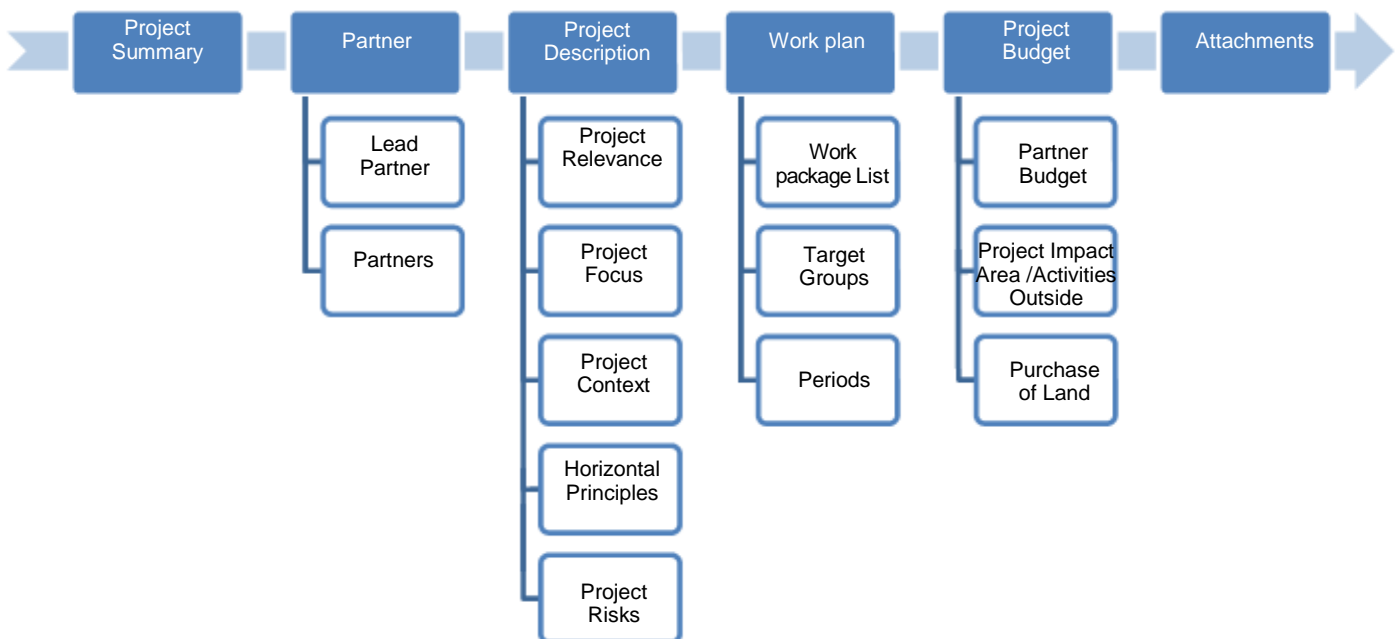 Project
Summary
Partner
Project
Description
Work plan
Project
Budget
Attachments
Lead
Partner
Partners
Project
Relevance
Project
Focus
Project
Context
Horizontal
Principles
Project
Risks
Work
package List
Target
Groups
Periods
Partner
Budget
Project Impact
Area /Activities
Outside
Purchase
of Land